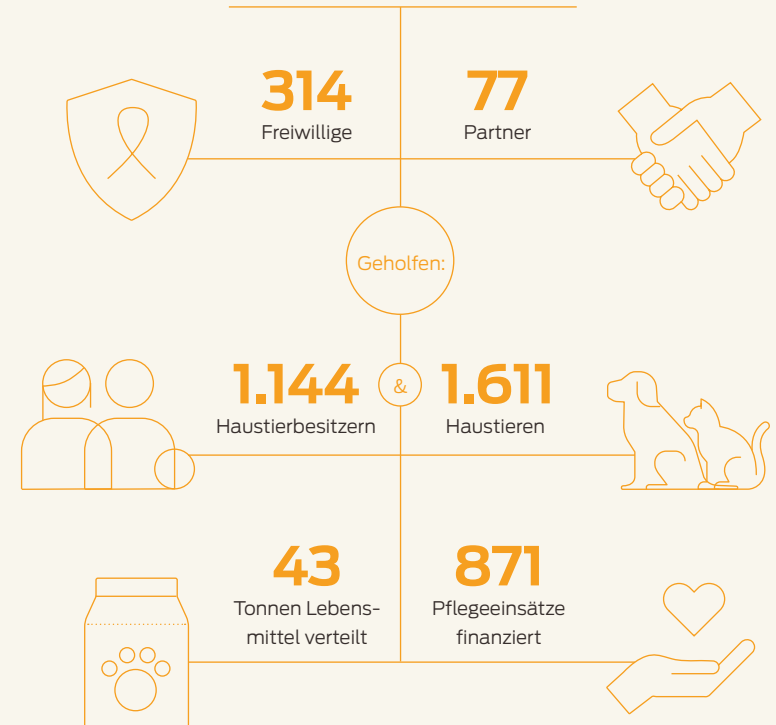 314
Freiwillige
77
Partner
Geholfen:
1.144
Haustierbesitzern
&
1.611
Haustieren
43
Tonnen Lebens-
mittel verteilt
871
Pflegeeinsätze
finanziert